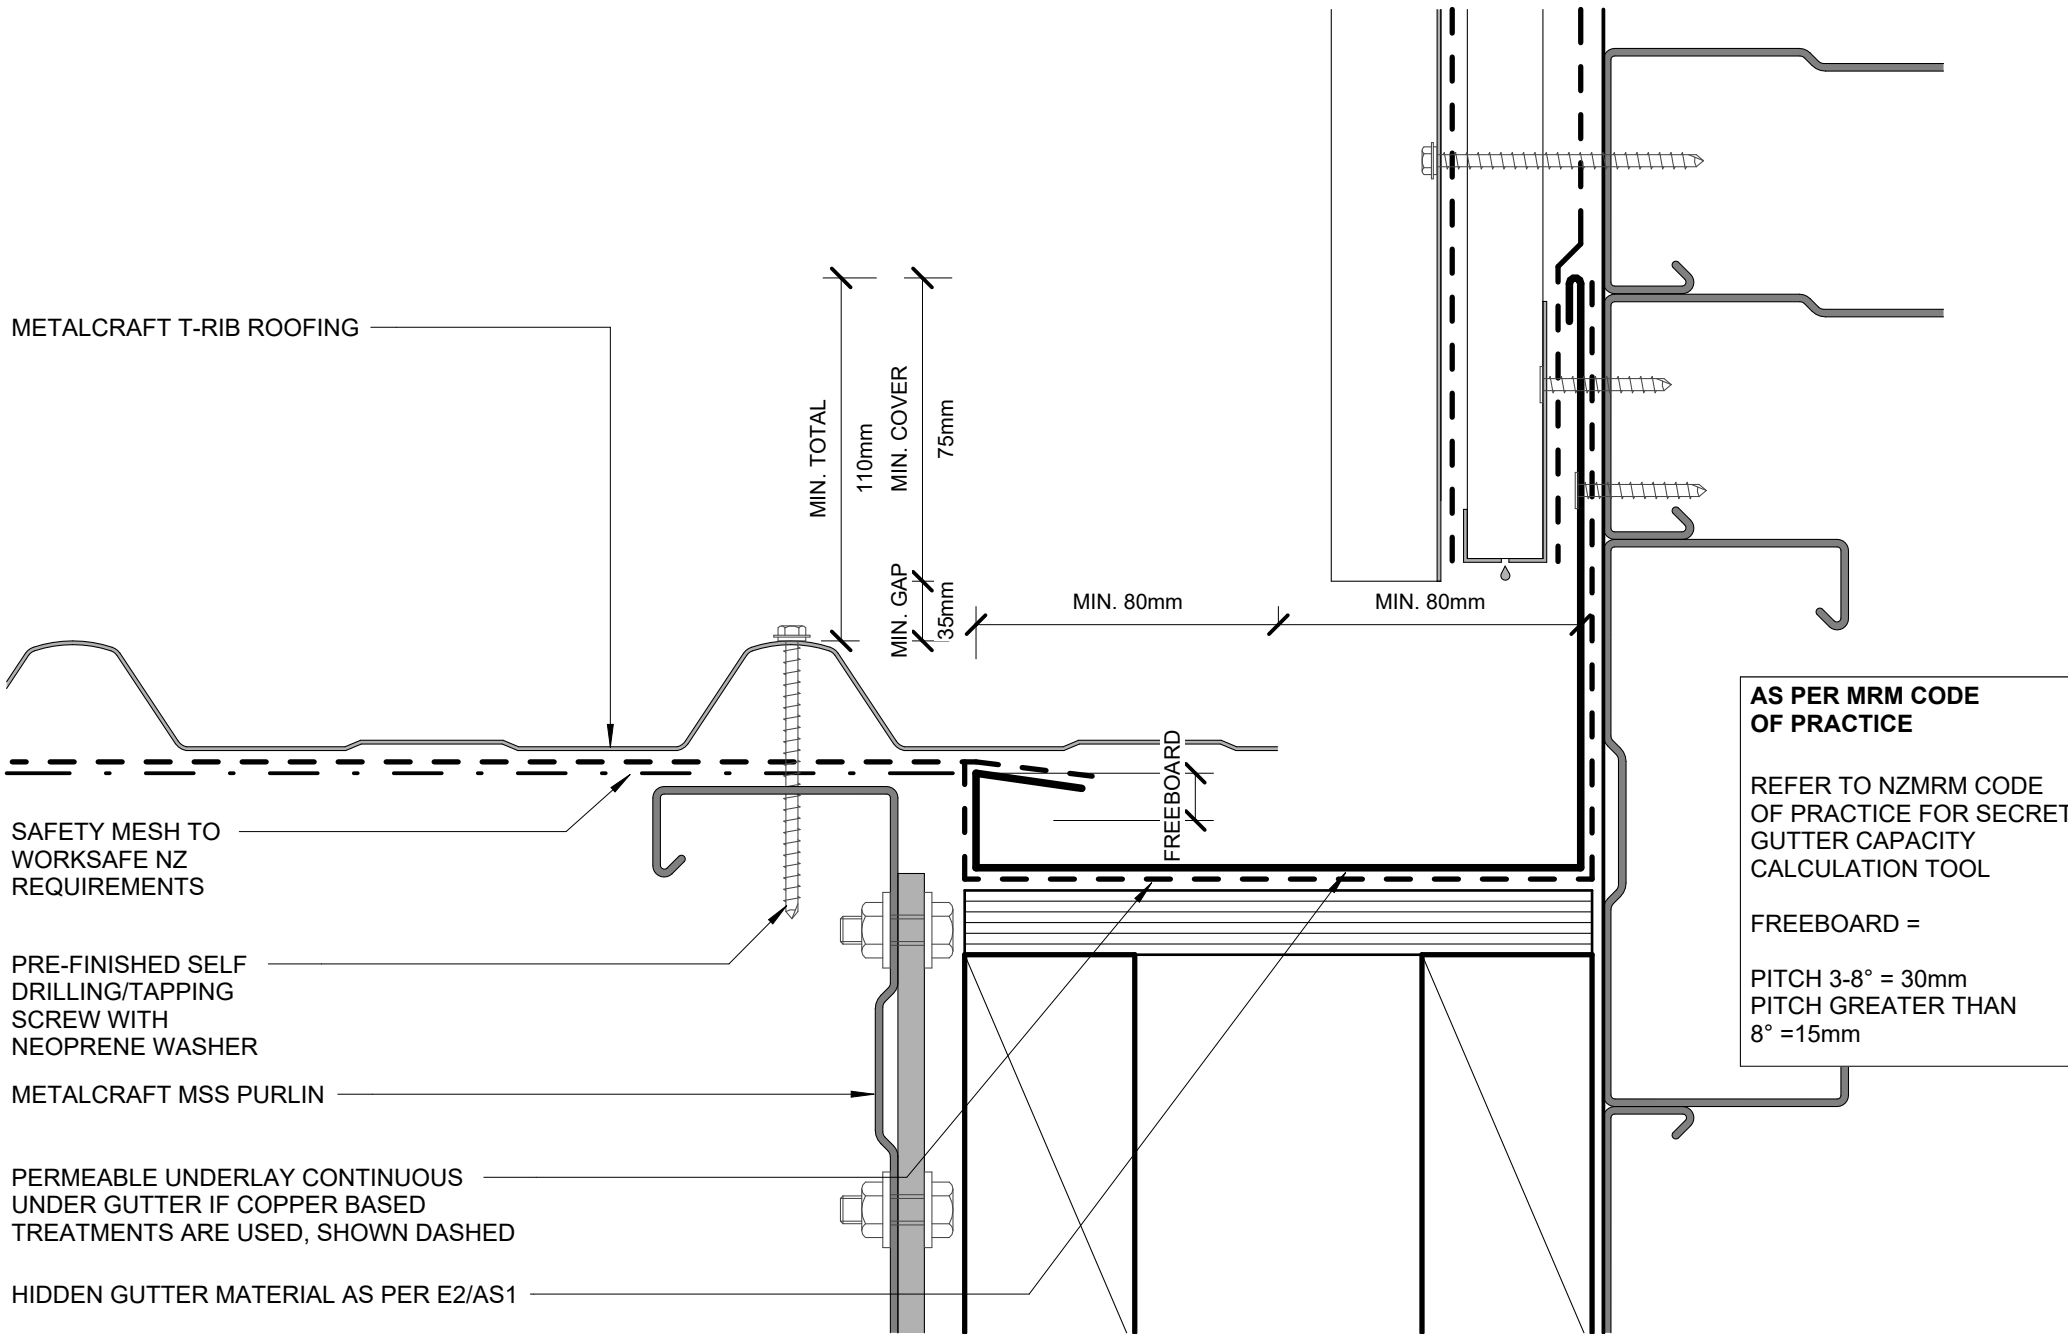 METALCRAFT T-RIB ROOFING
MIN. TOTAL
110mm
MIN. COVER
75mm
MIN. GAP
35mm
MIN. 80mm
MIN. 80mm
FREEBOARD
SAFETY MESH TO
WORKSAFE NZ
REQUIREMENTS
PRE-FINISHED SELF
DRILLING/TAPPING
SCREW WITH
NEOPRENE WASHER
METALCRAFT MSS PURLIN
PERMEABLE UNDERLAY CONTINUOUS
UNDER GUTTER IF COPPER BASED
TREATMENTS ARE USED, SHOWN DASHED
HIDDEN GUTTER MATERIAL AS PER E2/AS1
AS PER MRM CODE
OF PRACTICE
REFER TO NZMRM CODE
OF PRACTICE FOR SECRET
GUTTER CAPACITY
CALCULATION TOOL
FREEBOARD =
PITCH 3-8° = 30mm
PITCH GREATER THAN
8° =15mm